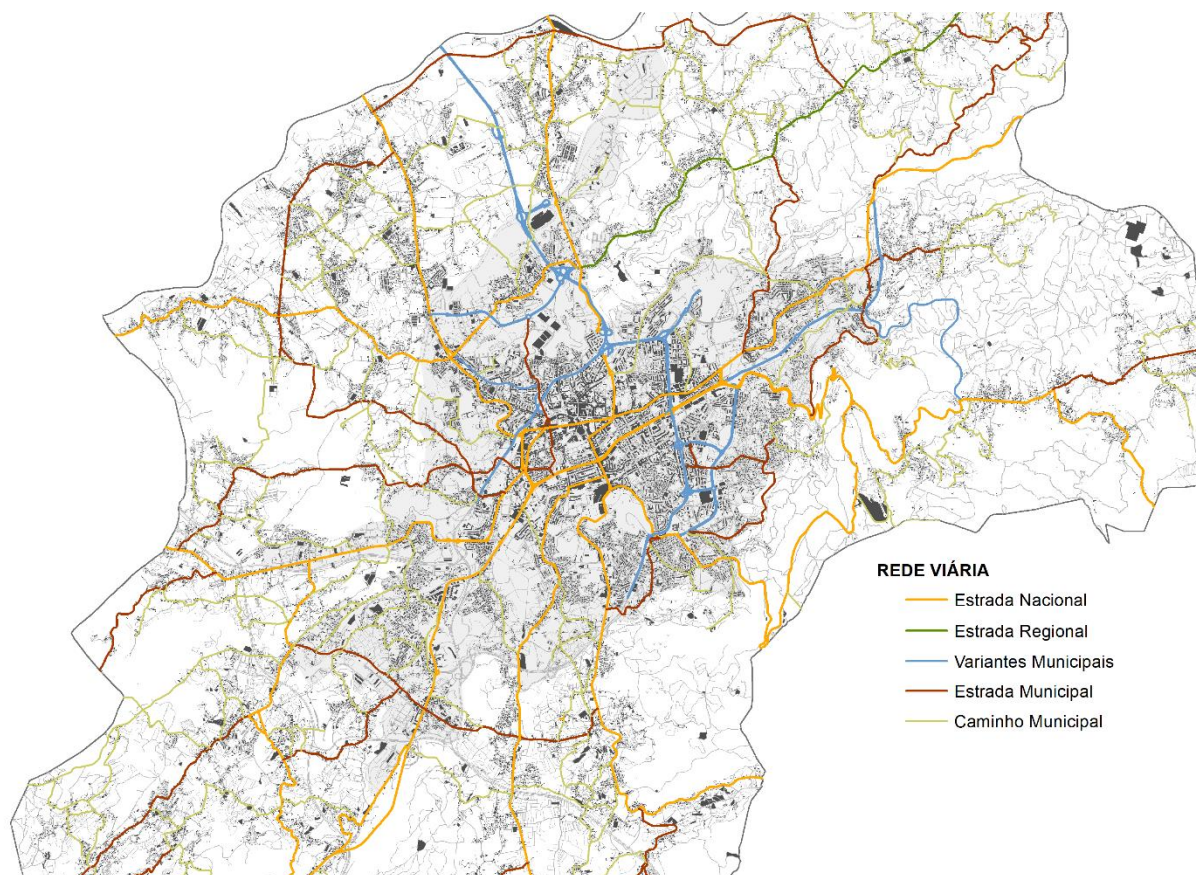 REDE VIÁRIA
Estrada Nacional
Estrada Regional
Variantes Municipais
Estrada Municipal
Caminho Municipal